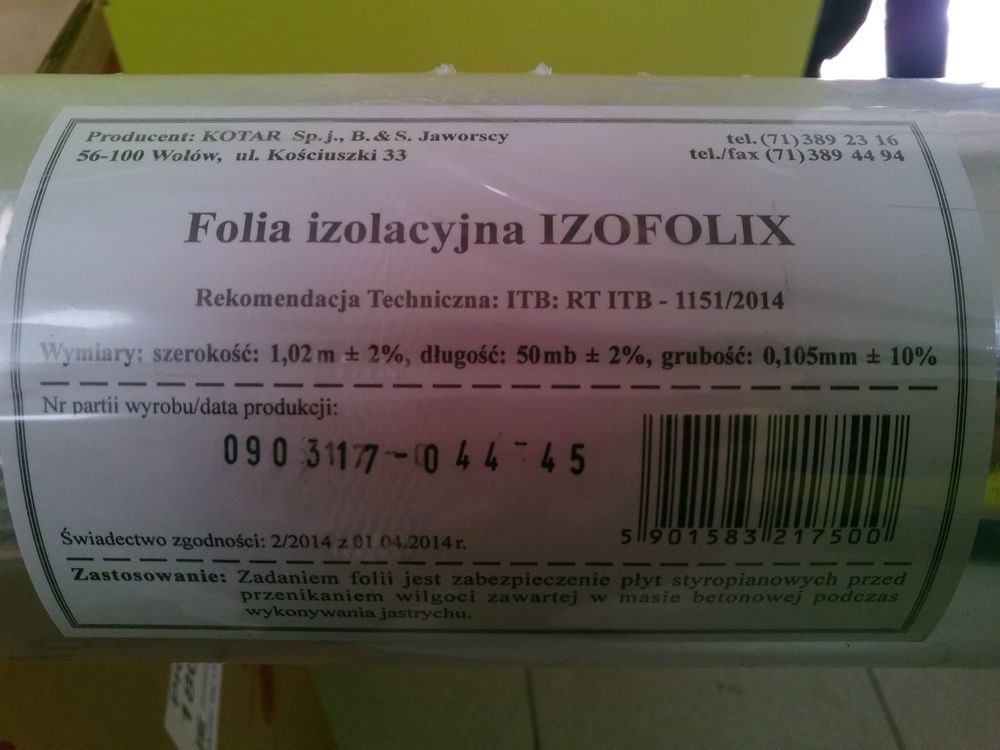 Producent: KOTAR Sp. j., B. & S. Jaworscy
tel. (71) 389 23 16
56-100 Wołów, ul. Kościuszki 33
tel./fax (71) 389 44 94
Folia izolacyjna IZOFOLIX
Rekomendacja Techniczna: ITB: RT ITB - 1151/2014
Wymiary: szerokość: 1,02 m ± 2%, długość: 50 mb ± 2%, grubość: 0,105mm ± 10%
Nr partii wyrobu/data produkcji:
090 3117-044-45
Świadectwo zgodności: 2/2014 z 01.04.2014 r.
5 901583 217500
Zastosowanie: Zadaniem folii jest zabezpieczenie płyt styropianowych przed
przenikaniem wilgoci zawartej w masie betonowej podczas
wykonywania jastrychu.